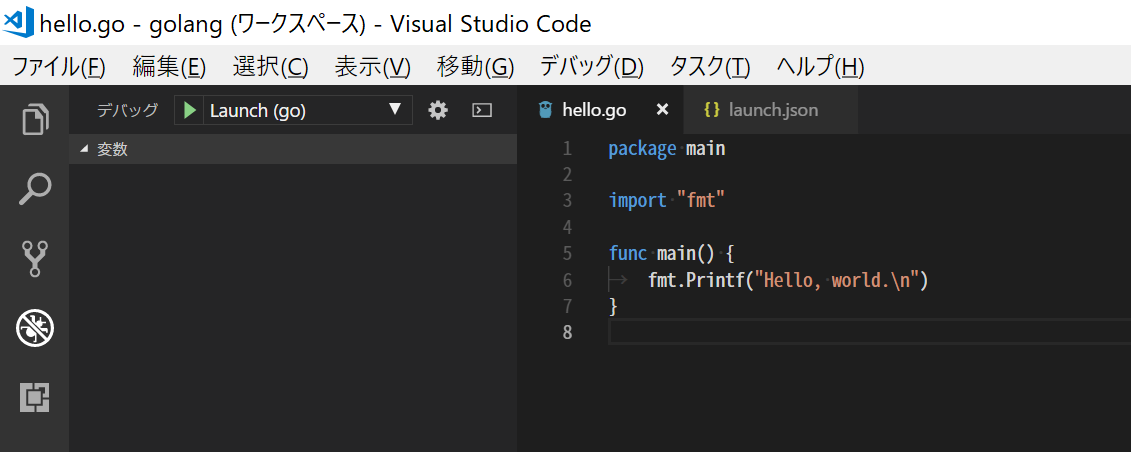 hello.go - golang (ワークスペース) - Visual Studio Code
ファイル(F) 編集(E) 選択(C) 表示(V) 移動(G) デバッグ(D) タスク(T) ヘルプ(H)
デバッグ Launch (go)
変数
hello.go × {} launch.json
1 package main
2
3 import "fmt"
4
5 func main() {
6 fmt.Printf("Hello, world.\n")
7 }
8